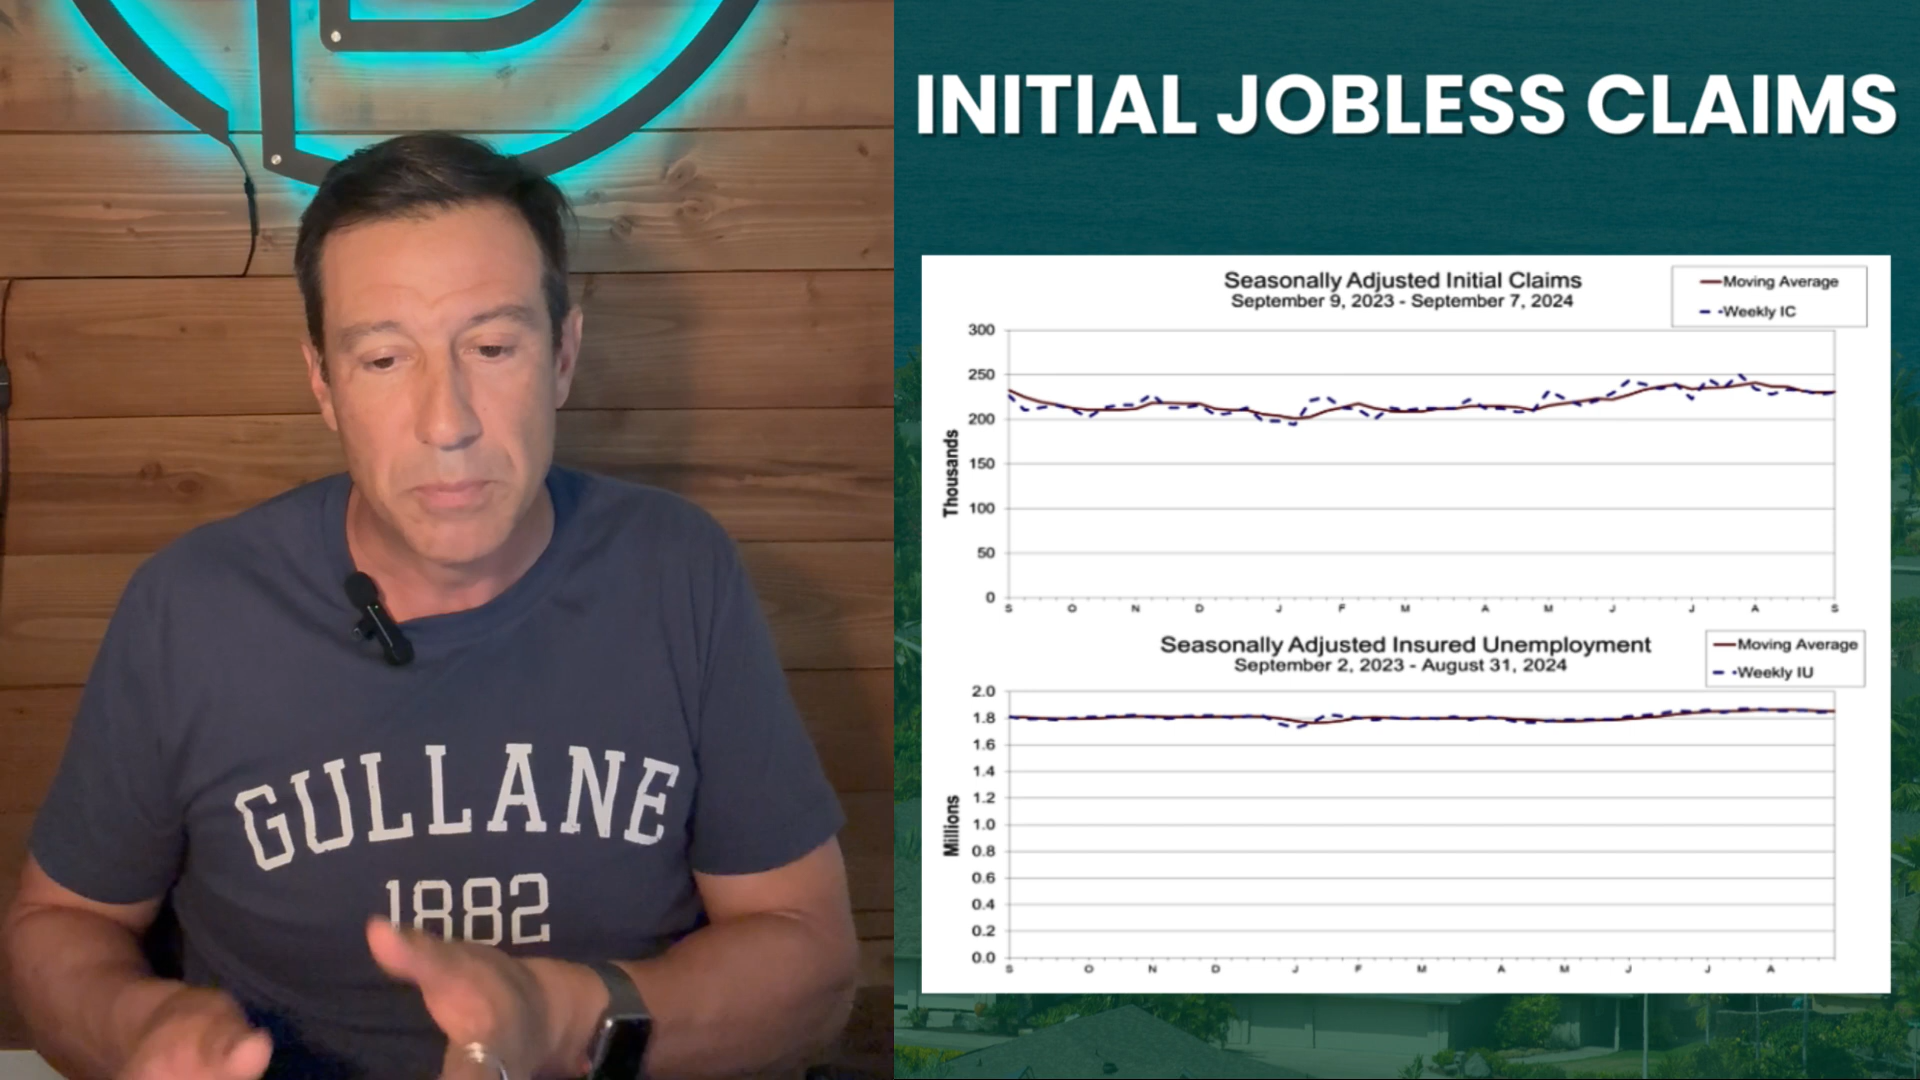 GULLANE
1882
INITIAL JOBLESS CLAIMS
Seasonally Adjusted Initial Claims
September 9, 2023 - September 7, 2024
Moving Average
Weekly IC
Thousands
300
250
200
150
100
50
0
S O N D J F M A M J J A S
Seasonally Adjusted Insured Unemployment
September 2, 2023 - August 31, 2024
Moving Average
Weekly IU
Millions
2.0
1.8
1.6
1.4
1.2
1.0
0.8
0.6
0.4
0.2
0.0
S O N D J F M A M J J A